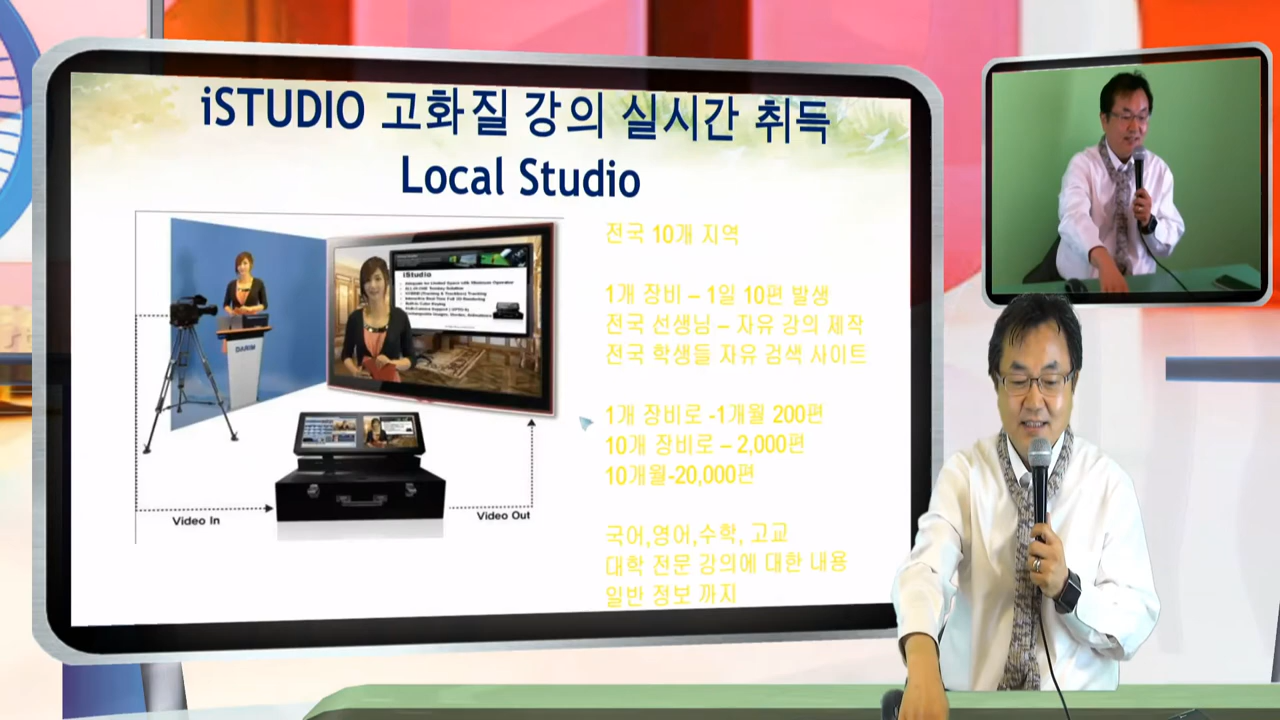 iSTUDIO 고화질 강의 실시간 취득
Local Studio
전국 10개 지역
1개 장비 – 1일 10편 발생
전국 선생님 – 자유 강의 제작
전국 학생들 자유 검색 사이트
1개 장비로 -1개월 200편
10개 장비로 – 2,000편
10개월-20,000편
국어,영어,수학, 고교
대학 전문 강의에 대한 내용
일반 정보 까지
iStudio
DARIM
Video In
Video Out